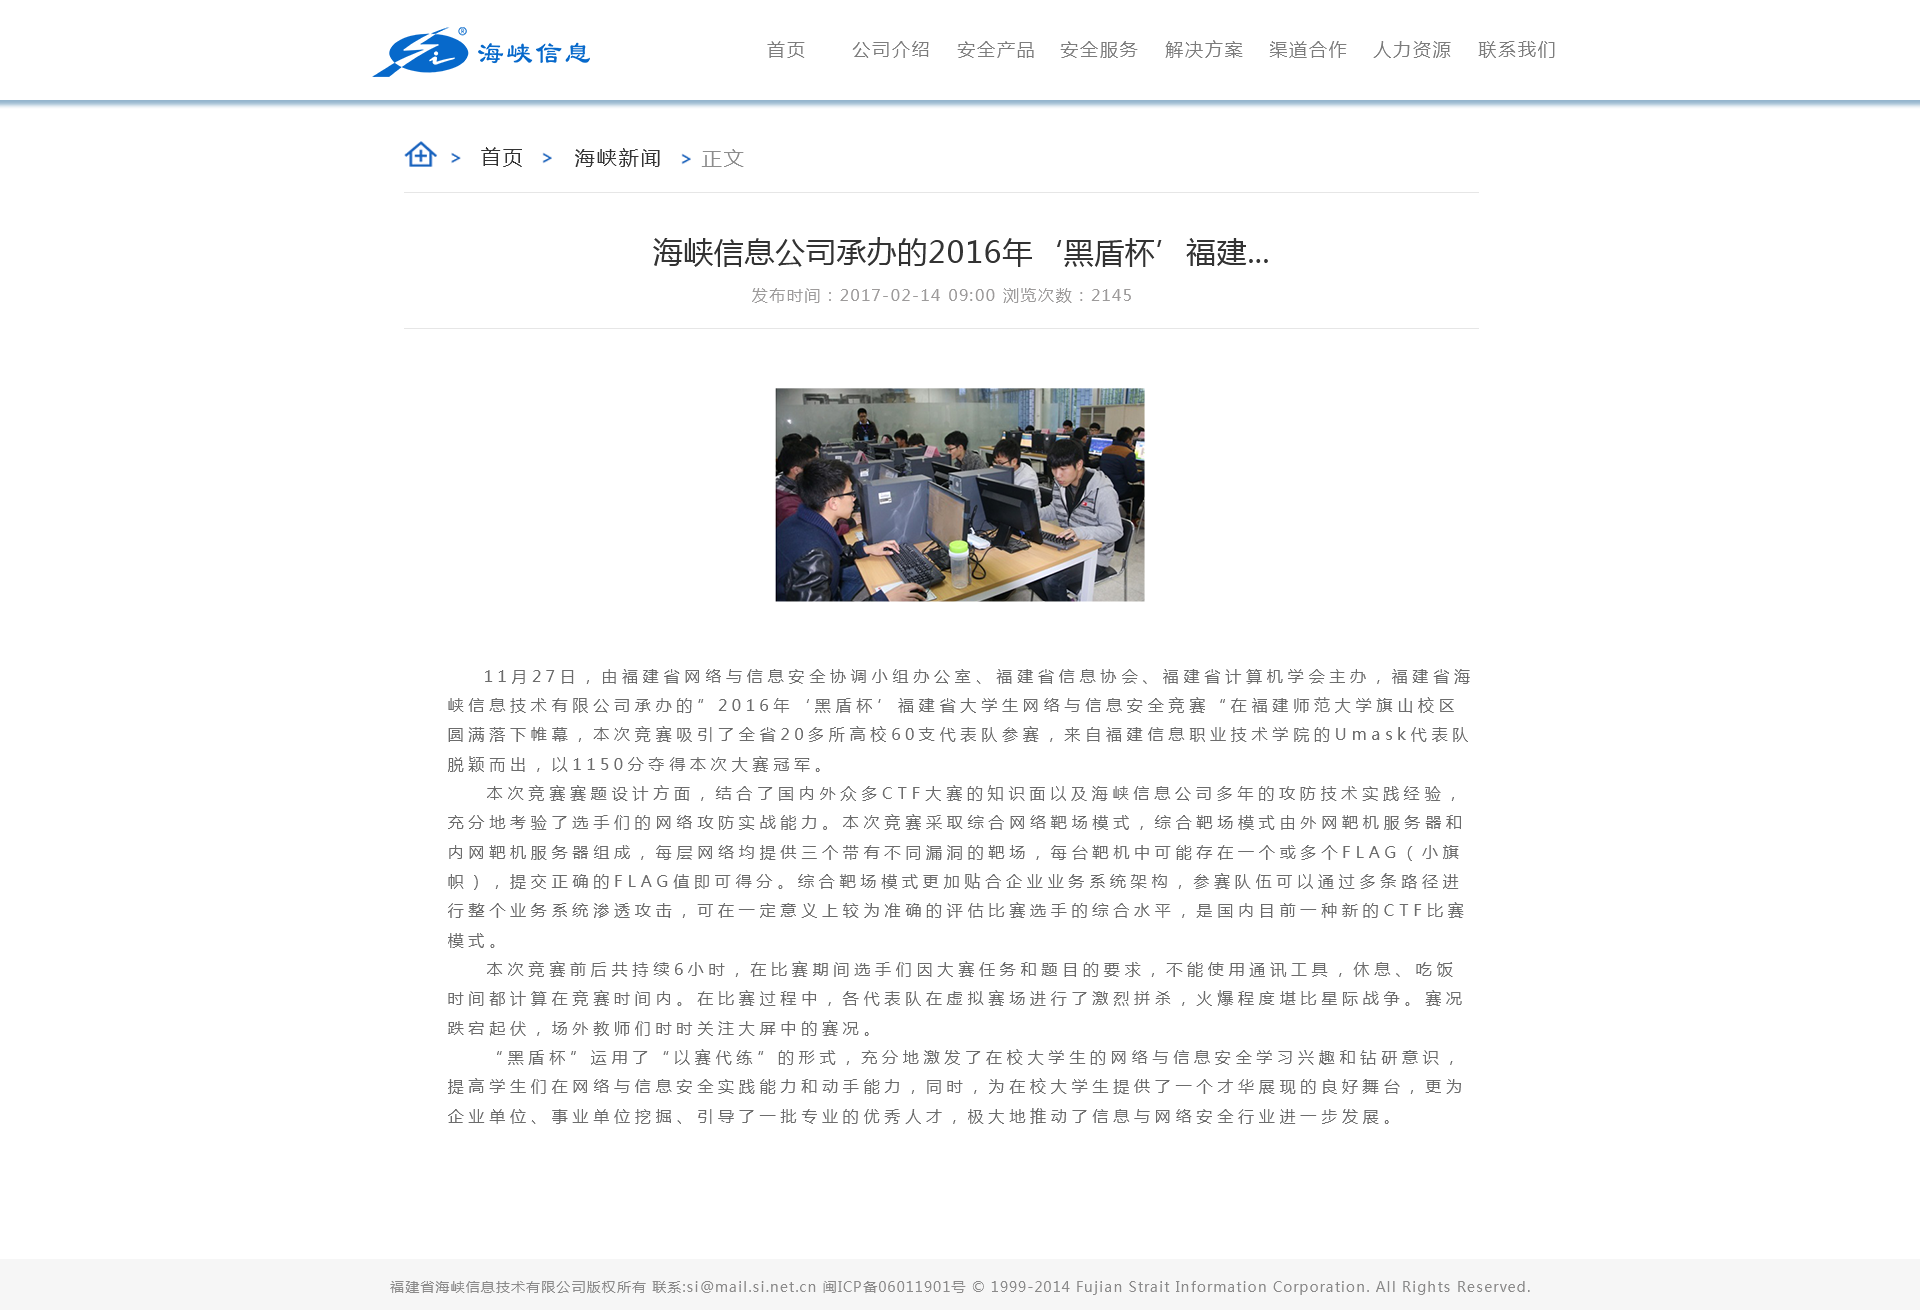 海峡信息®
首页 公司介绍 安全产品 安全服务 解决方案 渠道合作 人力资源 联系我们
> 首页 > 海峡新闻 > 正文
海峡信息公司承办的2016年‘黑盾杯’福建...
发布时间：2017-02-14 09:00 浏览次数：2145
11月27日，由福建省网络与信息安全协调小组办公室、福建省信息协会、福建省计算机学会主办，福建省海
峡信息技术有限公司承办的”2016年‘黑盾杯’福建省大学生网络与信息安全竞赛“在福建师范大学旗山校区
圆满落下帷幕，本次竞赛吸引了全省20多所高校60支代表队参赛，来自福建信息职业技术学院的Umask代表队
脱颖而出，以1150分夺得本次大赛冠军。
本次竞赛赛题设计方面，结合了国内外众多CTF大赛的知识面以及海峡信息公司多年的攻防技术实践经验，
充分地考验了选手们的网络攻防实战能力。本次竞赛采取综合网络靶场模式，综合靶场模式由外网靶机服务器和
内网靶机服务器组成，每层网络均提供三个带有不同漏洞的靶场，每台靶机中可能存在一个或多个FLAG（小旗
帜），提交正确的FLAG值即可得分。综合靶场模式更加贴合企业业务系统架构，参赛队伍可以通过多条路径进
行整个业务系统渗透攻击，可在一定意义上较为准确的评估比赛选手的综合水平，是国内目前一种新的CTF比赛
模式。
本次竞赛前后共持续6小时，在比赛期间选手们因大赛任务和题目的要求，不能使用通讯工具，休息、吃饭
时间都计算在竞赛时间内。在比赛过程中，各代表队在虚拟赛场进行了激烈拼杀，火爆程度堪比星际战争。赛况
跌宕起伏，场外教师们时时关注大屏中的赛况。
“黑盾杯”运用了“以赛代练”的形式，充分地激发了在校大学生的网络与信息安全学习兴趣和钻研意识，
提高学生们在网络与信息安全实践能力和动手能力，同时，为在校大学生提供了一个才华展现的良好舞台，更为
企业单位、事业单位挖掘、引导了一批专业的优秀人才，极大地推动了信息与网络安全行业进一步发展。
福建省海峡信息技术有限公司版权所有 联系:si@mail.si.net.cn 闽ICP备06011901号 © 1999-2014 Fujian Strait Information Corporation. All Rights Reserved.